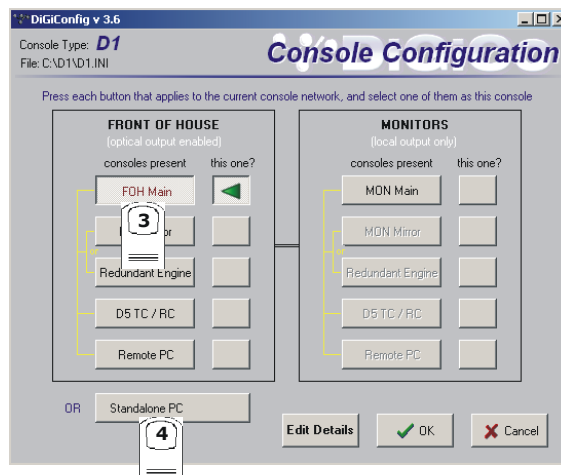 DiGiConfig v 3.6
Console Type: D1
File: C:\D1\D1.INI
DiGiCo
Console Configuration
Press each button that applies to the current console network, and select one of them as this console
FRONT OF HOUSE
(optical output enabled)
consoles present this one?
FOH Main
3
Redundant Engine
or
D5 TC / RC
Remote PC
MONITORS
(local output only)
consoles present this one?
MON Main
MON Mirror
or
Redundant Engine
D5 TC / RC
Remote PC
OR Standalone PC
4
Edit Details OK Cancel